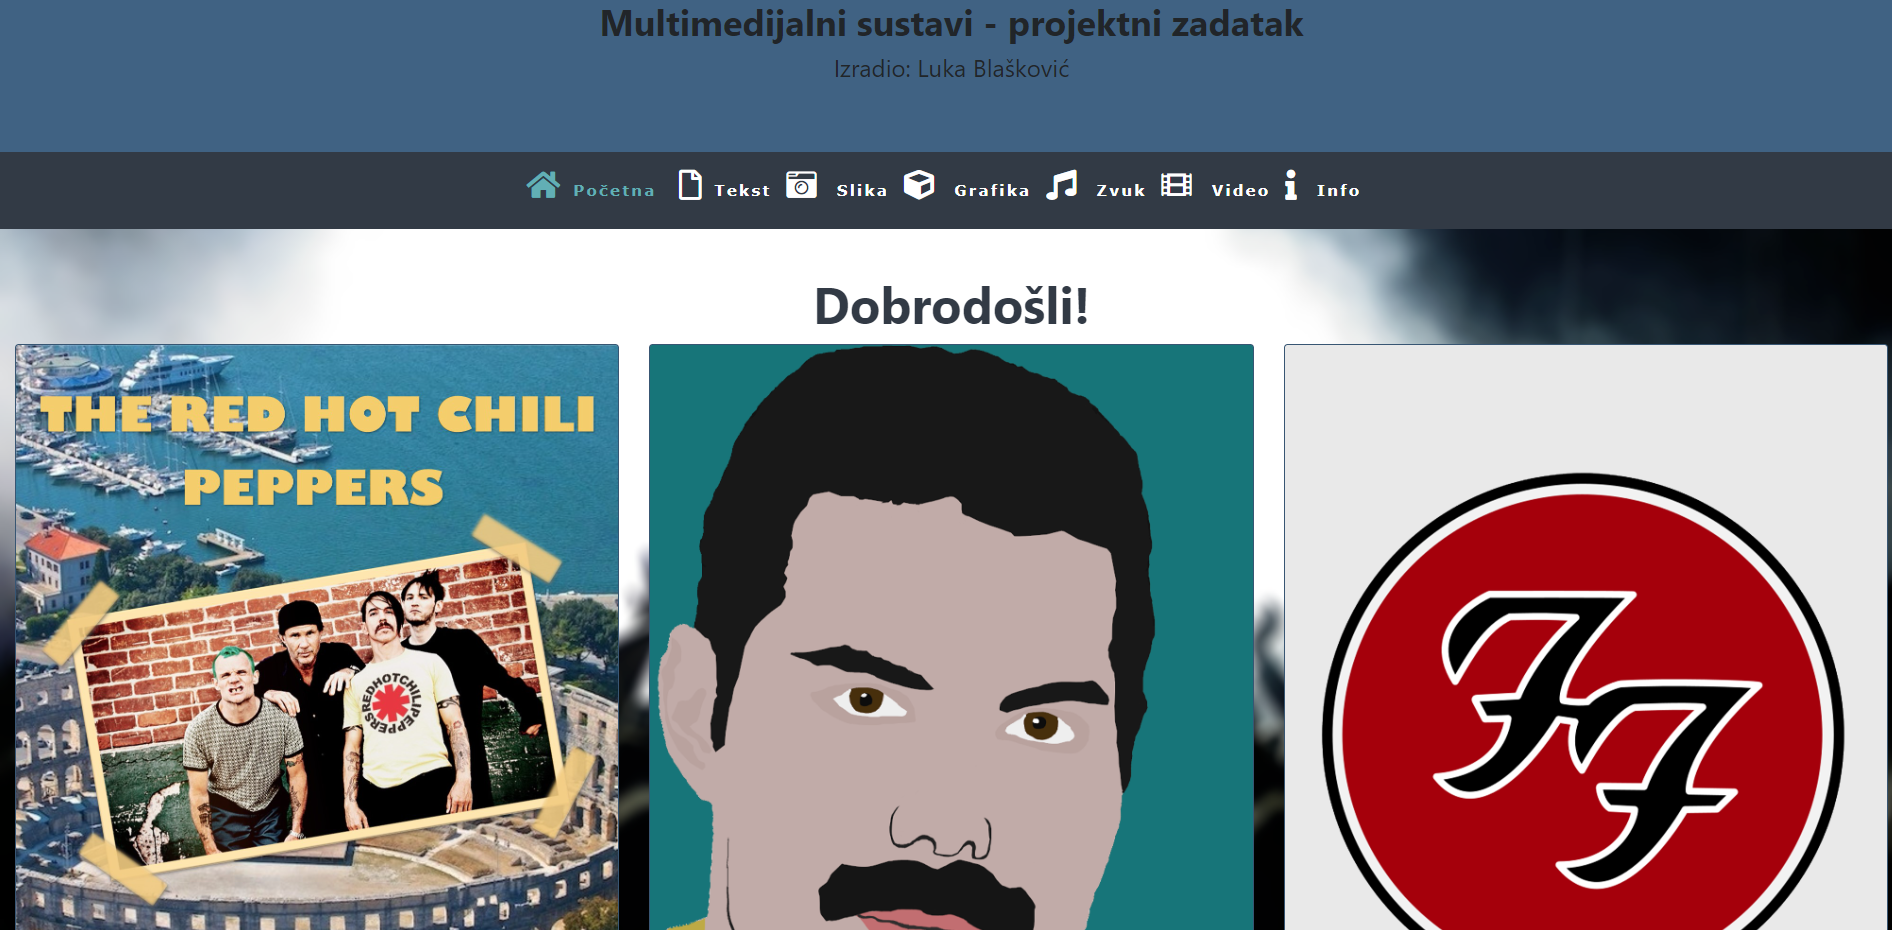 Multimedijalni sustavi - projektni zadatak
Izradio: Luka Blašković
Početna Tekst Slika Grafika Zvuk Video Info
Dobrodošli!
THE RED HOT CHILI
PEPPERS
REDHOTCHILIPEPPERS
FF